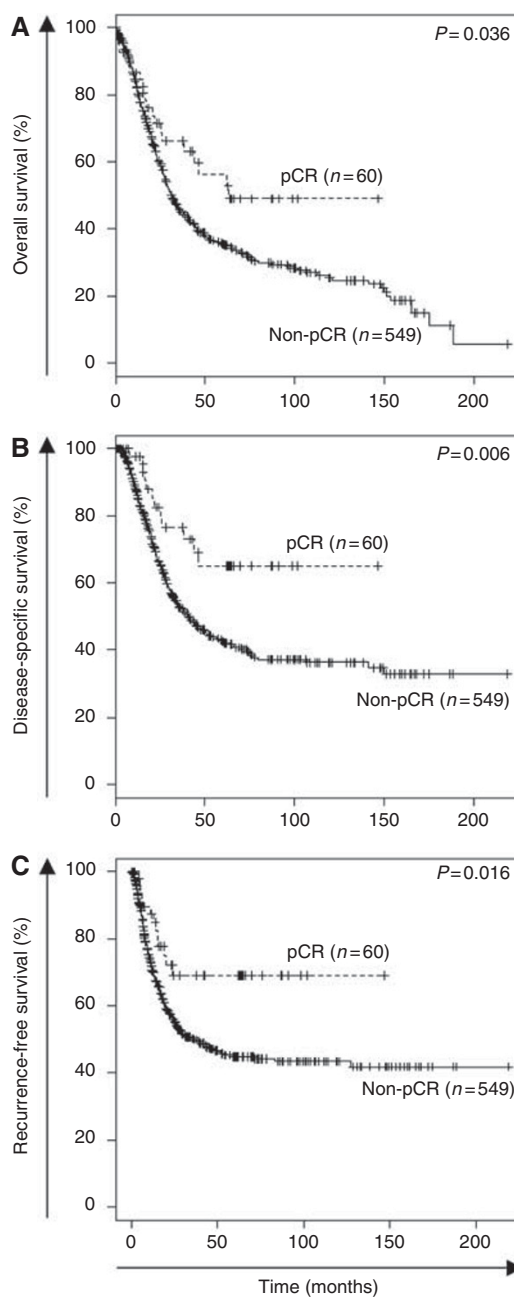 A
P=0.036
Overall survival (%)
100
80
60
40
20
0
pCR (n=60)
Non-pCR (n=549)
0
50
100
150
200
B
P=0.006
Disease-specific survival (%)
100
80
60
40
20
0
pCR (n=60)
Non-pCR (n=549)
0
50
100
150
200
C
P=0.016
Recurrence-free survival (%)
100
80
60
40
20
0
pCR (n=60)
Non-pCR (n=549)
0
50
100
150
200
Time (months)